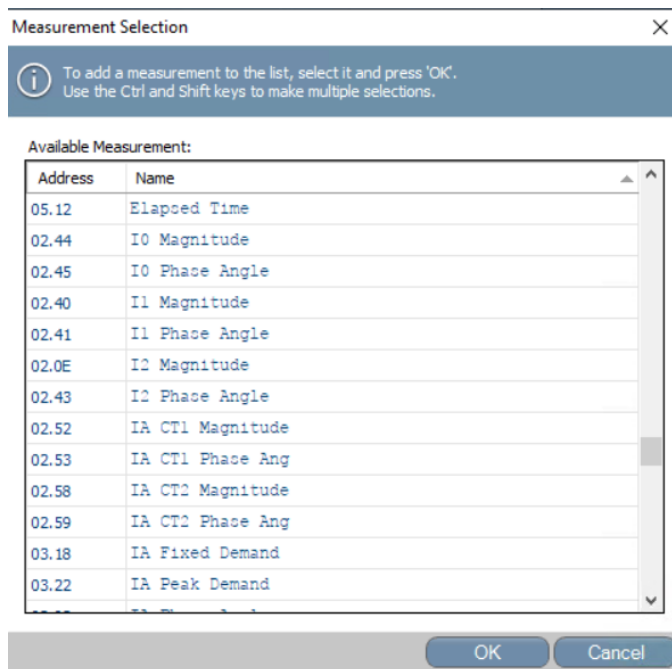 Measurement Selection
To add a measurement to the list, select it and press 'OK'.
Use the Ctrl and Shift keys to make multiple selections.
Available Measurement:
Address Name
05.12 Elapsed Time
02.44 I0 Magnitude
02.45 I0 Phase Angle
02.40 I1 Magnitude
02.41 I1 Phase Angle
02.0E I2 Magnitude
02.43 I2 Phase Angle
02.52 IA CT1 Magnitude
02.53 IA CT1 Phase Ang
02.58 IA CT2 Magnitude
02.59 IA CT2 Phase Ang
03.18 IA Fixed Demand
03.22 IA Peak Demand
OK Cancel